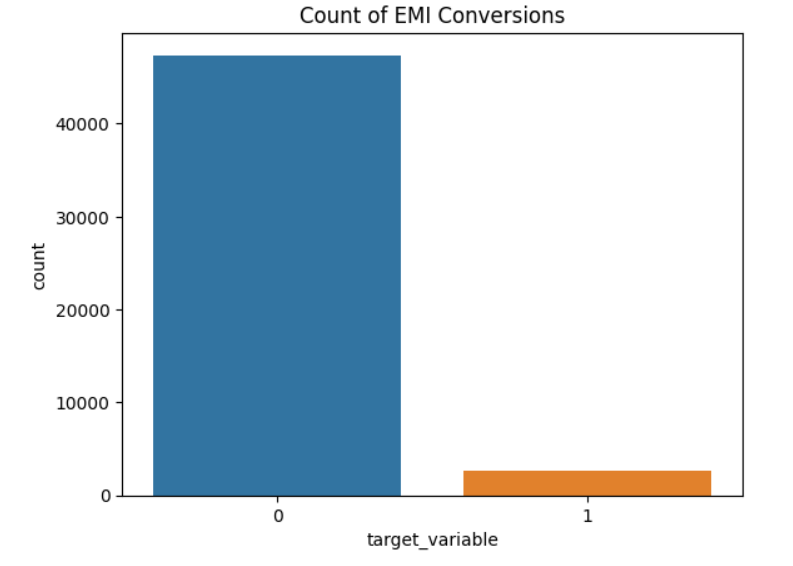 Count of EMI Conversions
40000
30000
20000
10000
0
count
0 1
target_variable